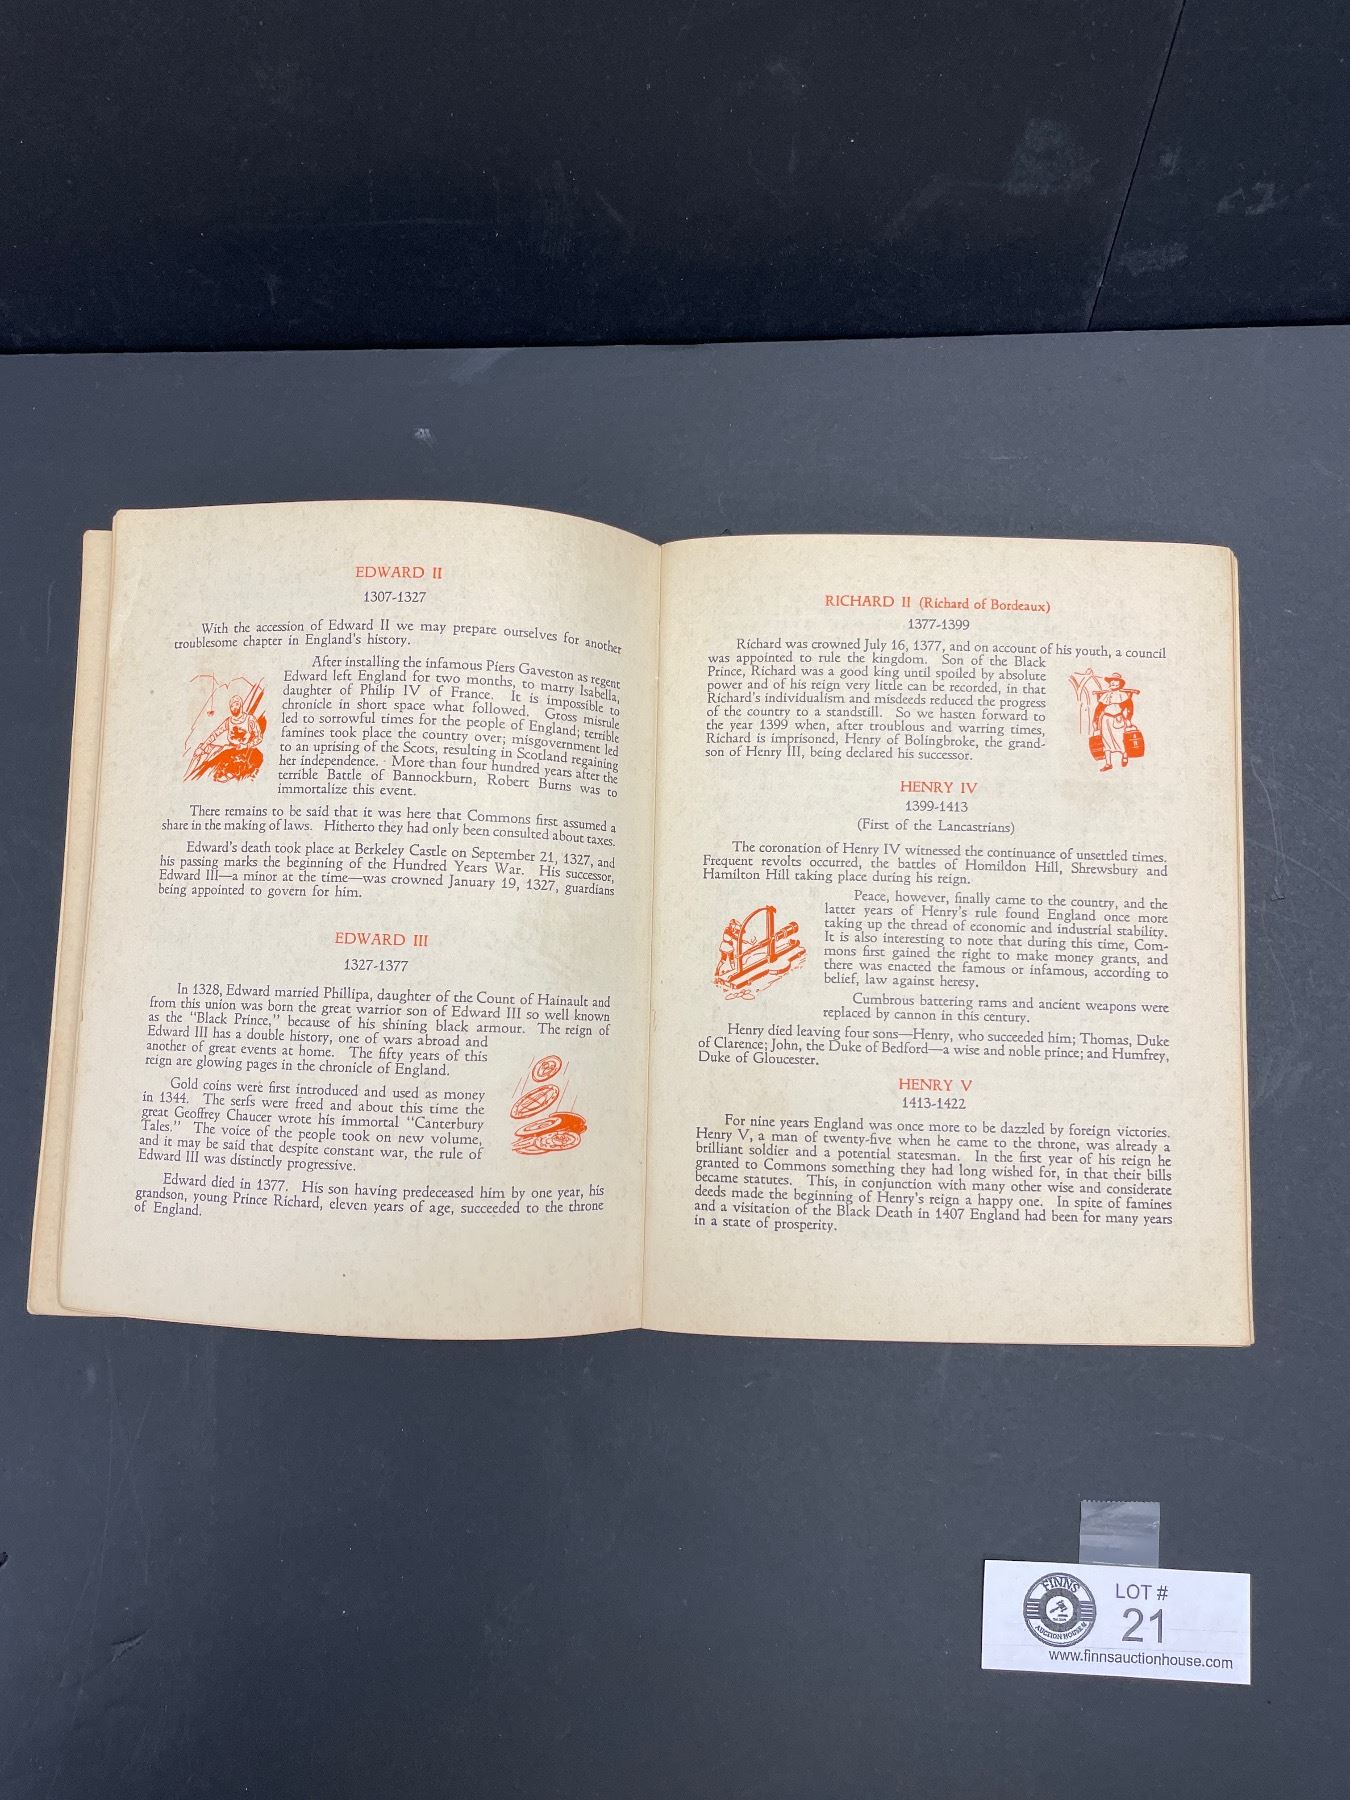 EDWARD II
1307-1327
With the accession of Edward II we may prepare ourselves for another
troublesome chapter in England's history.
After installing the infamous Piers Gaveston as regent
Edward left England for two months, to marry Isabella,
daughter of Philip IV of France. It is impossible to
chronicle in short space what followed. Gross misrule
led to sorrowful times for the people of England; terrible
famines took place the country over; misgovernment led
to an uprising of the Scots, resulting in Scotland regaining
her independence. More than four hundred years after the
terrible Battle of Bannockburn, Robert Burns was to
immortalize this event.
There remains to be said that it was here that Commons first assumed a
share in the making of laws. Hitherto they had only been consulted about taxes.
Edward's death took place at Berkeley Castle on September 21, 1327, and
his passing marks the beginning of the Hundred Years War. His successor,
Edward III—a minor at the time—was crowned January 19, 1327, guardians
being appointed to govern for him.
EDWARD III
1327-1377
In 1328, Edward married Phillipa, daughter of the Count of Hainault and
from this union was born the great warrior son of Edward III so well known
as the "Black Prince," because of his shining black armour. The reign of
Edward III has a double history, one of wars abroad and
another of great events at home. The fifty years of this
reign are glowing pages in the chronicle of England.
Gold coins were first introduced and used as money
in 1344. The serfs were freed and about this time the
great Geoffrey Chaucer wrote his immortal "Canterbury
Tales." The voice of the people took on new volume,
and it may be said that despite constant war, the rule of
Edward III was distinctly progressive.
Edward died in 1377. His son having predeceased him by one year, his
grandson, young Prince Richard, eleven years of age, succeeded to the throne
of England.
RICHARD II (Richard of Bordeaux)
1377-1399
Richard was crowned July 16, 1377, and on account of his youth, a council
was appointed to rule the kingdom. Son of the Black
Prince, Richard was a good king until spoiled by absolute
power and of his reign very little can be recorded, in that
Richard's individualism and misdeeds reduced the progress
of the country to a standstill. So we hasten forward to
the year 1399 when, after troublous and warring times,
Richard is imprisoned, Henry of Bolingbroke, the grand-
son of Henry III, being declared his successor.
HENRY IV
1399-1413
(First of the Lancastrians)
The coronation of Henry IV witnessed the continuance of unsettled times.
Frequent revolts occurred, the battles of Homildon Hill, Shrewsbury and
Hamilton Hill taking place during his reign.
Peace, however, finally came to the country, and the
latter years of Henry's rule found England once more
taking up the thread of economic and industrial stability.
It is also interesting to note that during this time, Com-
mons first gained the right to make money grants, and
there was enacted the famous or infamous, according to
belief, law against heresy.
Cumbrous battering rams and ancient weapons were
replaced by cannon in this century.
Henry died leaving four sons—Henry, who succeeded him; Thomas, Duke
of Clarence; John, the Duke of Bedford—a wise and noble prince; and Humfrey,
Duke of Gloucester.
HENRY V
1413-1422
For nine years England was once more to be dazzled by foreign victories.
Henry V, a man of twenty-five when he came to the throne, was already a
brilliant soldier and a potential statesman. In the first year of his reign he
granted to Commons something they had long wished for, in that their bills
became statutes. This, in conjunction with many other wise and considerate
deeds made the beginning of Henry's reign a happy one. In spite of famines
and a visitation of the Black Death in 1407 England had been for many years
in a state of prosperity.
FINNS
AUCTION HOUSE
LOT #
21
www.finnsauctionhouse.com